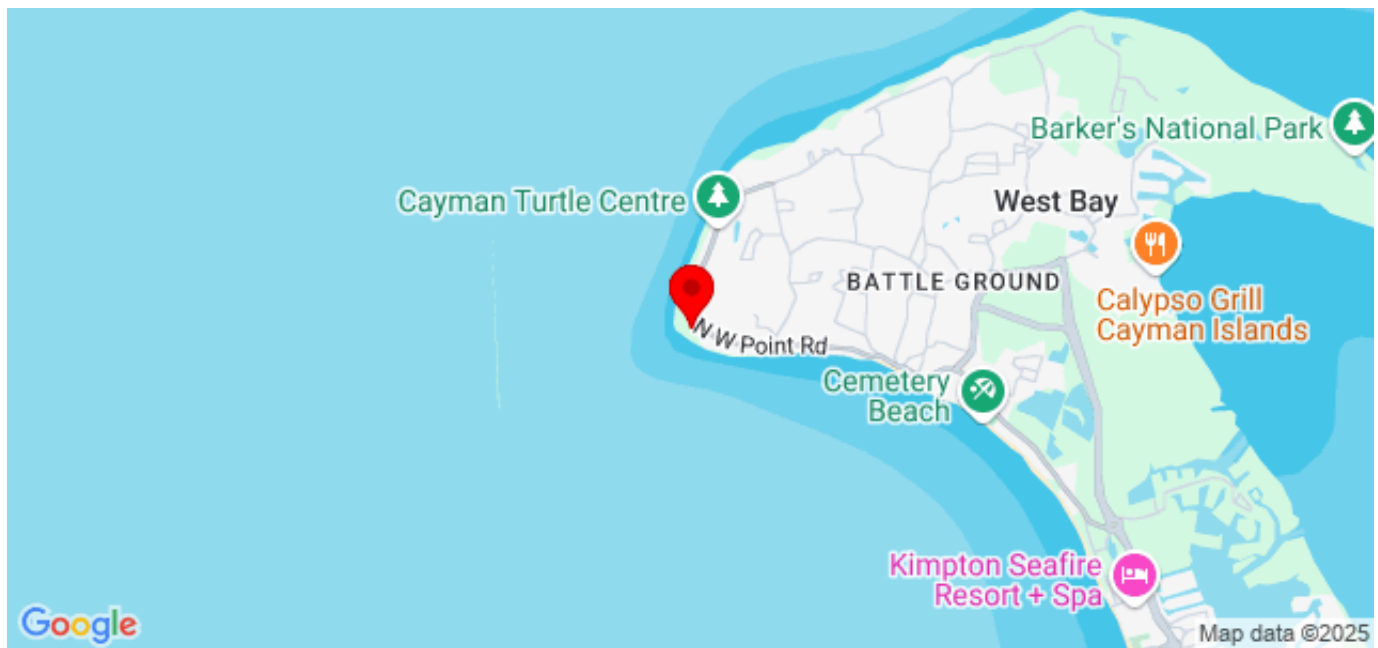 Barker's National Park
Cayman Turtle Centre
West Bay
BATTLE GROUND
Calypso Grill
Cayman Islands
N W Point Rd
Cemetery
Beach
Kimpton Seafire
Resort + Spa
Google
Map data ©2025